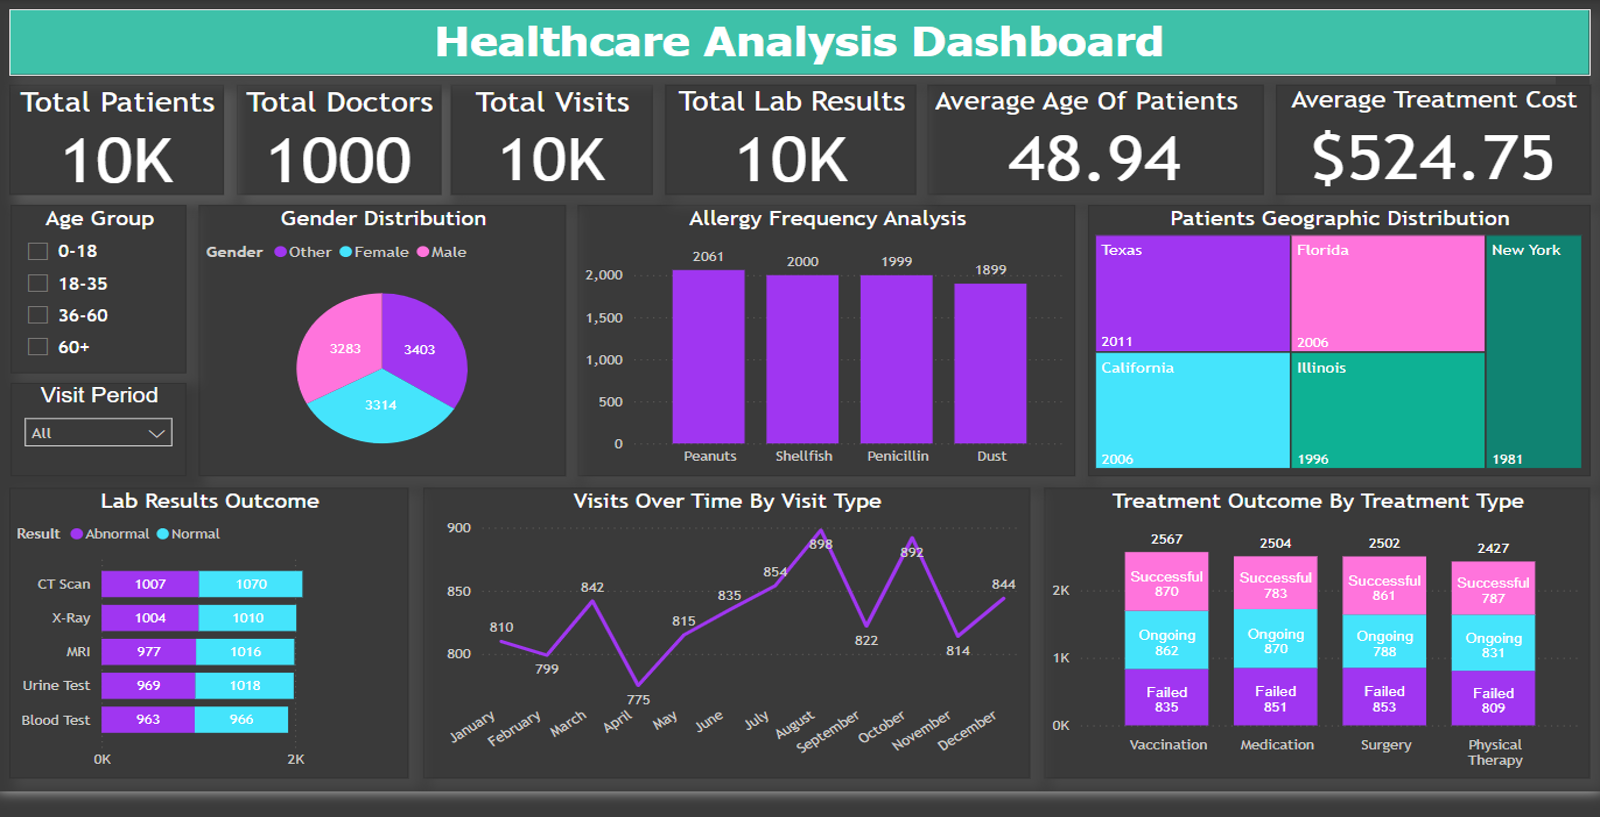 Healthcare Analysis Dashboard
Total Patients
10K
Total Doctors
1000
Total Visits
10K
Total Lab Results
10K
Average Age Of Patients
48.94
Average Treatment Cost
$524.75
Age Group
0-18
18-35
36-60
60+
Visit Period
All
Gender Distribution
Gender Other Female Male
3283
3403
3314
Allergy Frequency Analysis
2061
2000
1999
1899
2,000
1,500
1,000
500
0
Peanuts
Shellfish
Penicillin
Dust
Patients Geographic Distribution
Texas
2011
Florida
2006
New York
1981
California
2006
Illinois
1996
Lab Results Outcome
Result Abnormal Normal
CT Scan 1007 1070
X-Ray 1004 1010
MRI 977 1016
Urine Test 969 1018
Blood Test 963 966
0K 2K
Visits Over Time By Visit Type
900
850
800
810
799
842
775
815
835
854
898
822
892
814
844
January
February
March
April
May
June
July
August
September
October
November
December
Treatment Outcome By Treatment Type
2K
1K
0K
2567
Successful
870
Ongoing
862
Failed
835
Vaccination
2504
Successful
783
Ongoing
870
Failed
851
Medication
2502
Successful
861
Ongoing
788
Failed
853
Surgery
2427
Successful
787
Ongoing
831
Failed
809
Physical
Therapy